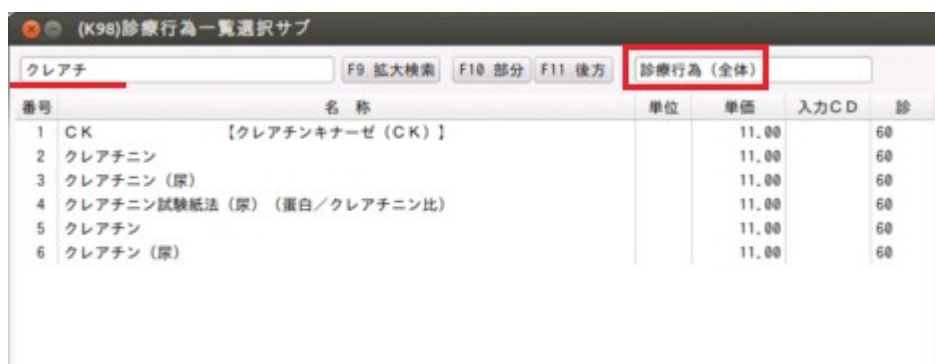 (K98)診療行為一覧選択サブ
クレアチ F9 拡大検索 F10 部分 F11 後方 診療行為（全体）
番号 名 称 単位 単価 入力CD 診
1 CK 【クレアチンキナーゼ（CK）】 11.00 60
2 クレアチニン 11.00 60
3 クレアチニン（尿） 11.00 60
4 クレアチニン試験紙法（尿）（蛋白／クレアチニン比） 11.00 60
5 クレアチン 11.00 60
6 クレアチン（尿） 11.00 60